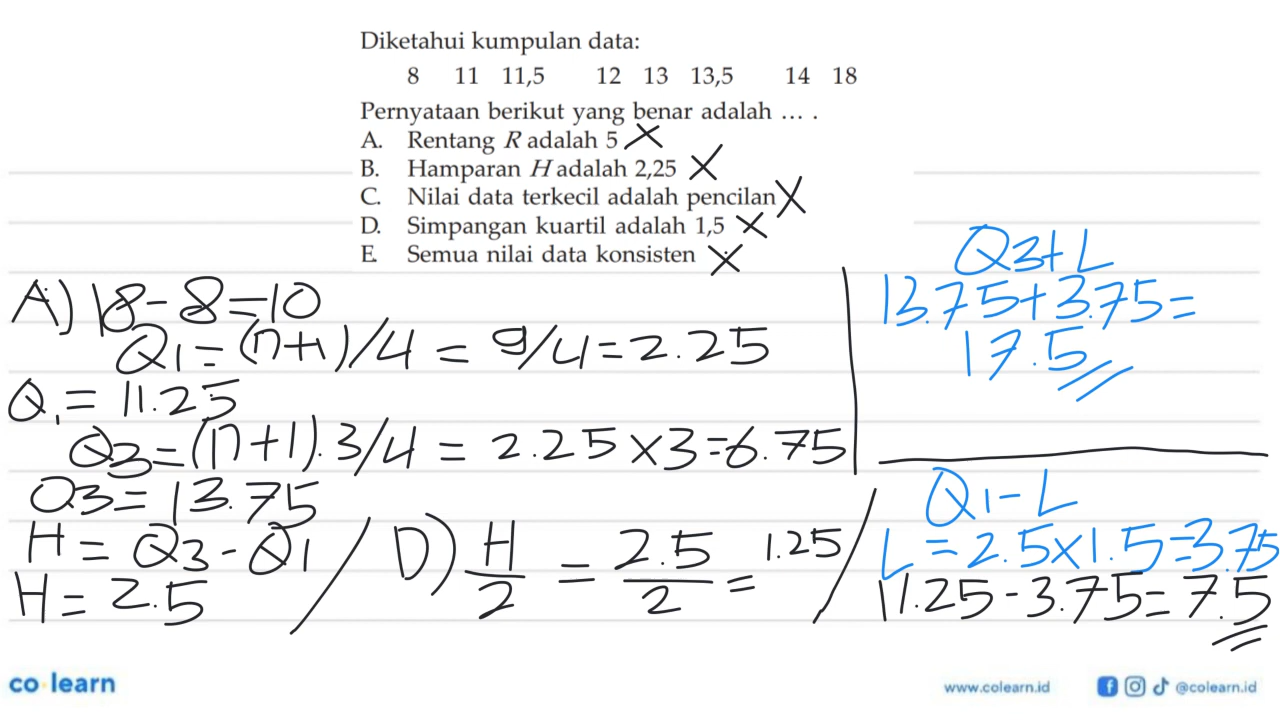 Diketahui kumpulan data:
8 11 11,5 12 13 13,5 14 18
Pernyataan berikut yang benar adalah ... .
A. Rentang R adalah 5 X
B. Hamparan H adalah 2,25 X
C. Nilai data terkecil adalah pencilan X
D. Simpangan kuartil adalah 1,5 X
E. Semua nilai data konsisten X
A) 18-8=10
Q1=(n+1)/4=9/4=2.25
Q1=11.25
Q3=(n+1).3/4=2.25×3=6.75
Q3=13.75
H=Q3-Q1
H=2.5
D) H/2=2.5/2=1.25
Q3+L
13.75+3.75=
17.5
Q1-L
L=2.5×1.5=3.75
11.25-3.75=7.5
co learn
www.colearn.id
@colearn.id